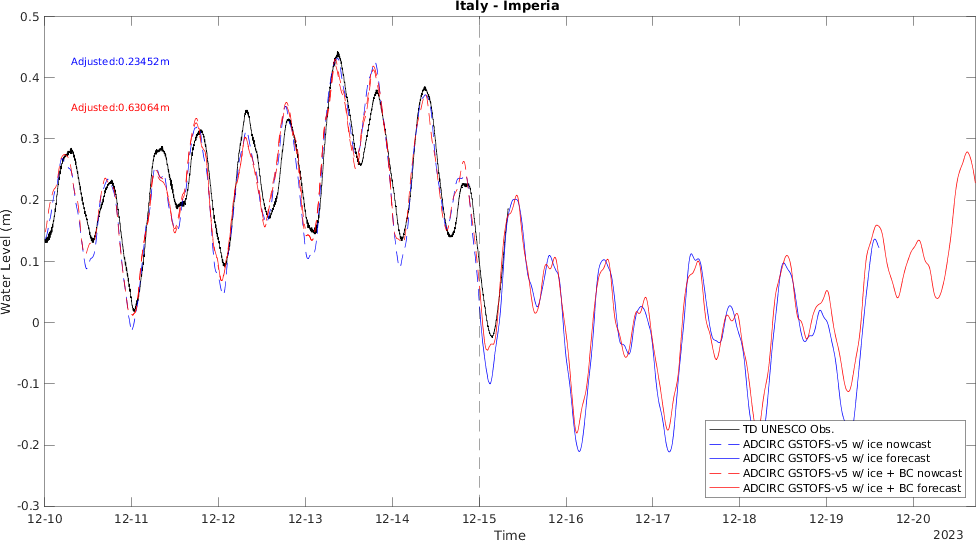 Italy - Imperia
Adjusted:0.23452m
Adjusted:0.63064m
Water Level (m)
0.5
0.4
0.3
0.2
0.1
0
-0.1
-0.2
-0.3
TD UNESCO Obs.
ADCIRC GSTOFS-v5 w/ ice nowcast
ADCIRC GSTOFS-v5 w/ ice forecast
ADCIRC GSTOFS-v5 w/ ice + BC nowcast
ADCIRC GSTOFS-v5 w/ ice + BC forecast
12-10 12-11 12-12 12-13 12-14 12-15 12-16 12-17 12-18 12-19 12-20
Time
2023